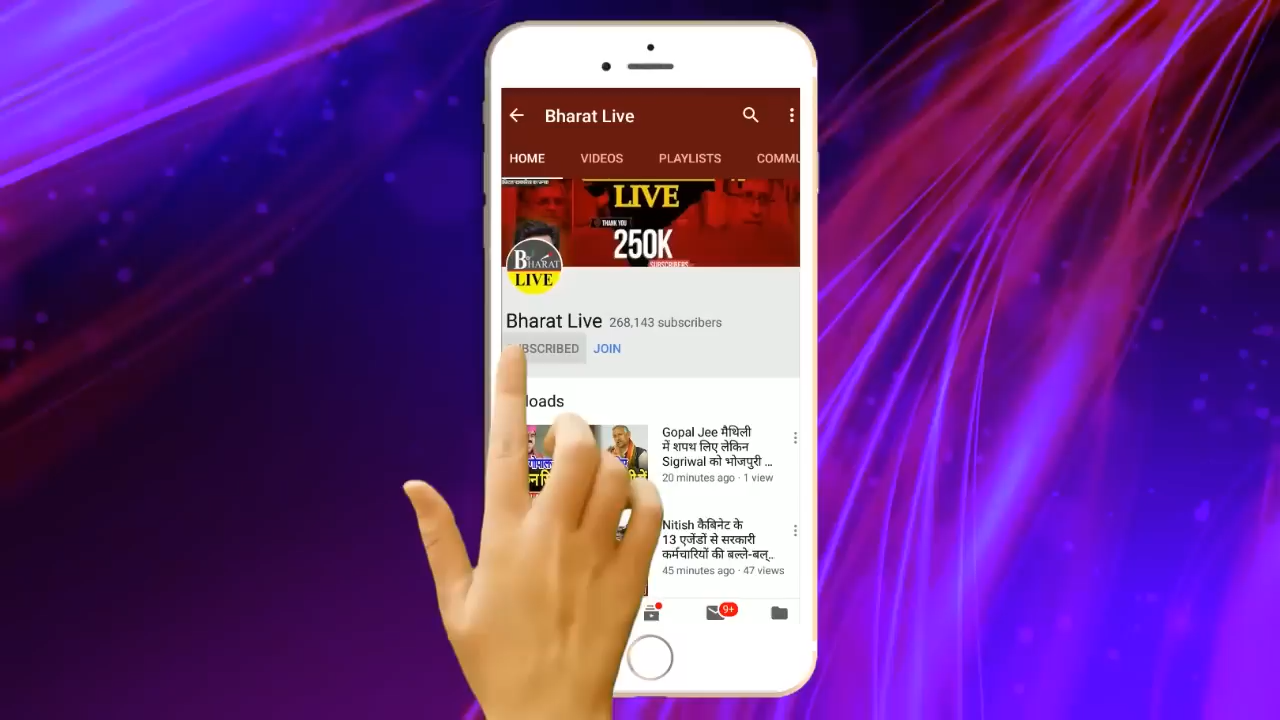 Bharat Live
HOME VIDEOS PLAYLISTS COMMU
LIVE
THANK YOU
250K
SUBSCRIBERS
BHARAT
LIVE
Bharat Live 268,143 subscribers
BSCRIBED JOIN
loads
Gopal Jee मैथिली
में शपथ लिए लेकिन
Sigriwal को भोजपुरी ...
20 minutes ago · 1 view
Nitish कैबिनेट के
13 एजेंडों से सरकारी
कर्मचारियों की बल्ले-बल्..
45 minutes ago · 47 views
9+